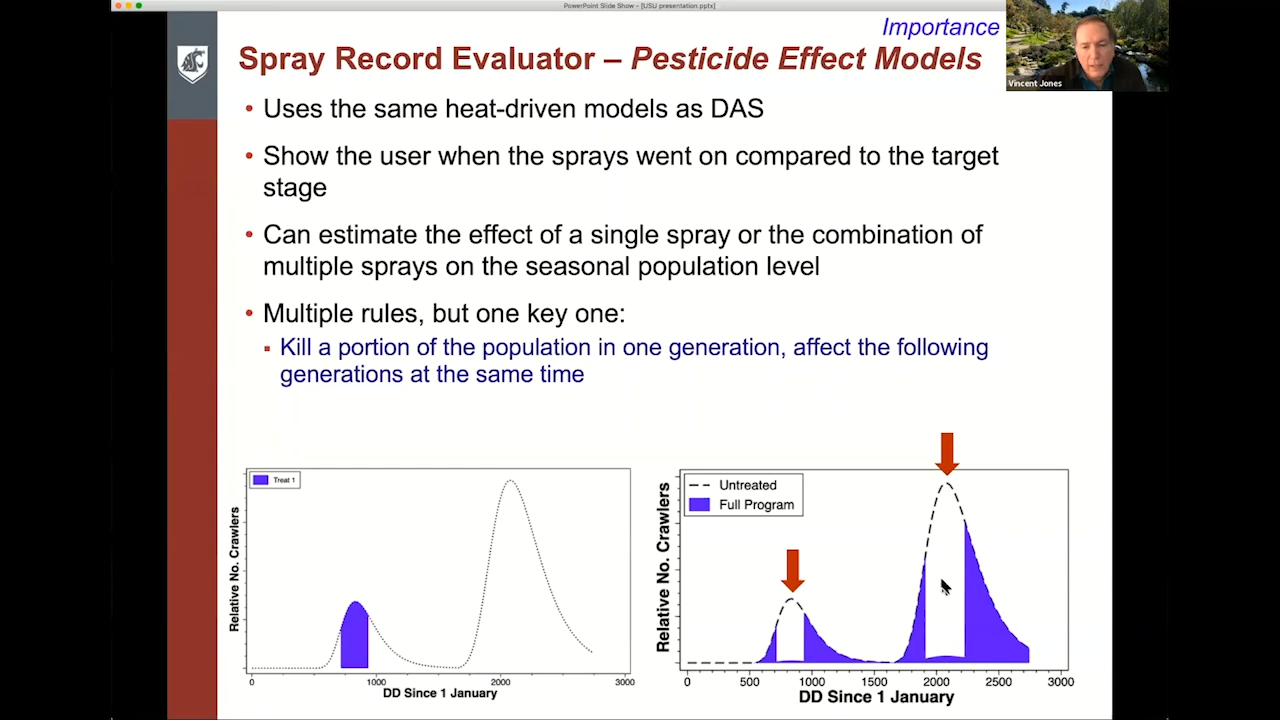 PowerPoint Slide Show - [USU presentation.pptx]
Importance
Spray Record Evaluator – Pesticide Effect Models
Vincent Jones
• Uses the same heat-driven models as DAS
• Show the user when the sprays went on compared to the target
stage
• Can estimate the effect of a single spray or the combination of
multiple sprays on the seasonal population level
• Multiple rules, but one key one:
▪ Kill a portion of the population in one generation, affect the following
generations at the same time
Treat 1
Relative No. Crawlers
0 1000 2000 3000
DD Since 1 January
Untreated
Full Program
Relative No. Crawlers
0 500 1000 1500 2000 2500 3000
DD Since 1 January